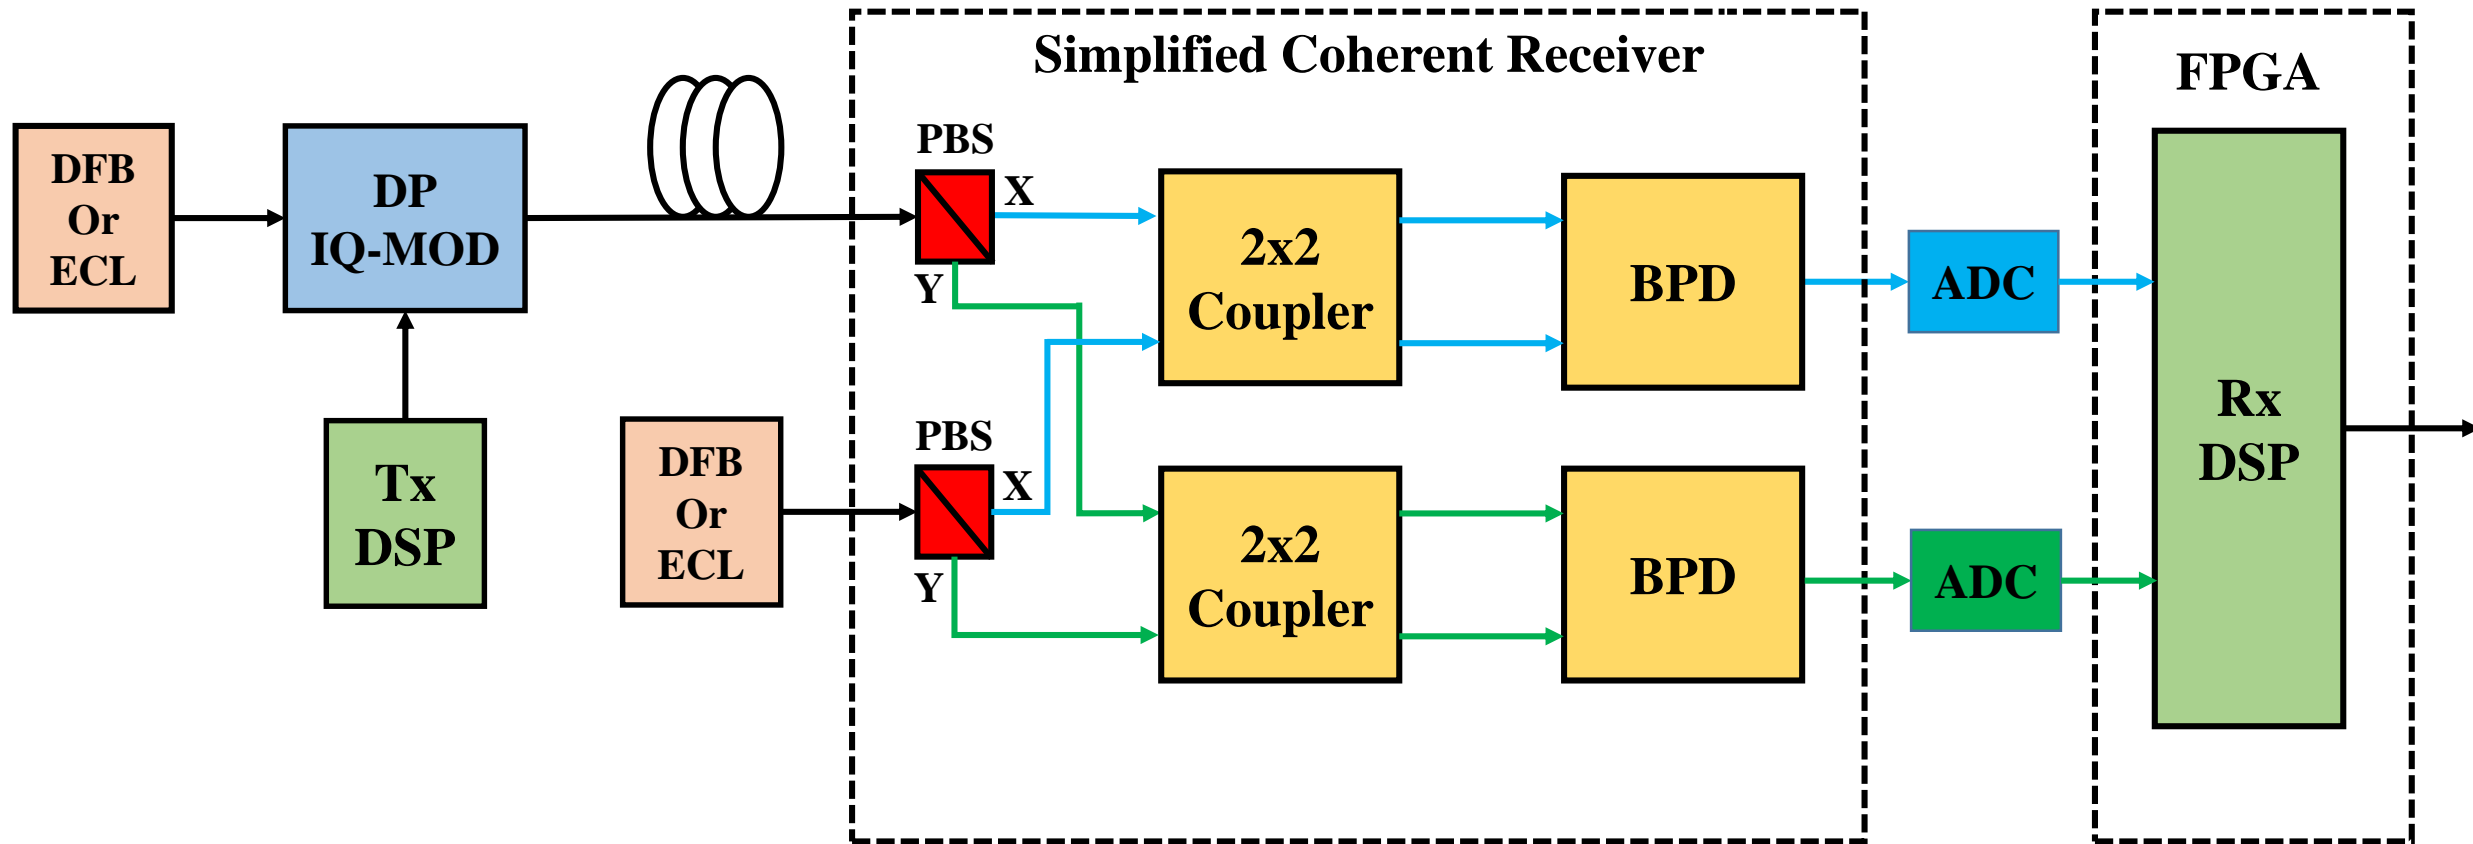 Simplified Coherent Receiver
FPGA
DFB
Or
ECL
DP
IQ-MOD
PBS
X
Y
2x2
Coupler
BPD
ADC
Tx
DSP
DFB
Or
ECL
PBS
X
Y
2x2
Coupler
BPD
ADC
Rx
DSP